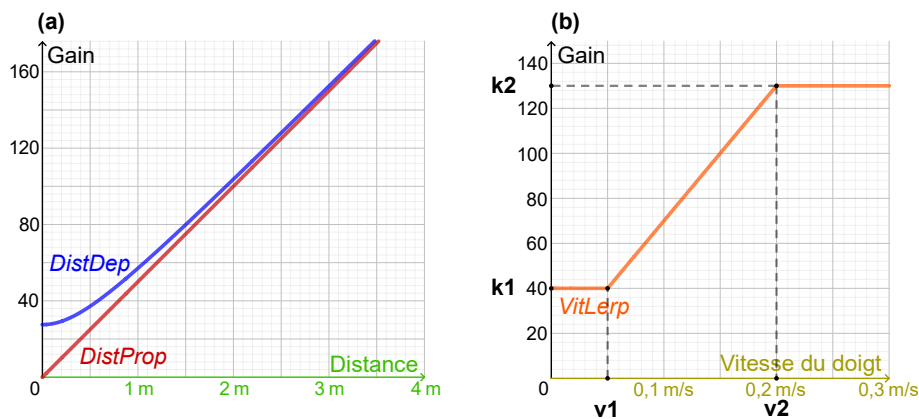 (a)
Gain
160
120
80
40
0
DistDep
DistProp
Distance
1 m 2 m 3 m 4 m
(b)
Gain
140
k2
120
100
80
60
40
k1
20
0
VitLerp
Vitesse du doigt
0,1 m/s 0,2 m/s 0,3 m/s
v1 v2